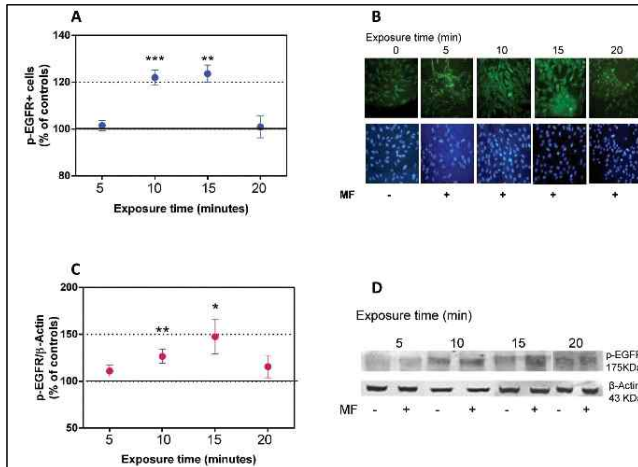 A
p-EGFR+ cells
(% of controls)
140
120
100
80
***
**
5 10 15 20
Exposure time (minutes)
B
Exposure time (min)
0 5 10 15 20
MF - + + + +
C
p-EGFR/β-Actin
(% of controls)
200
150
100
50
**
*
5 10 15 20
Exposure time (minutes)
D
Exposure time (min)
5 10 15 20
p-EGFR
175KDa
β-Actin
43 KDa
MF - + - + - + - +